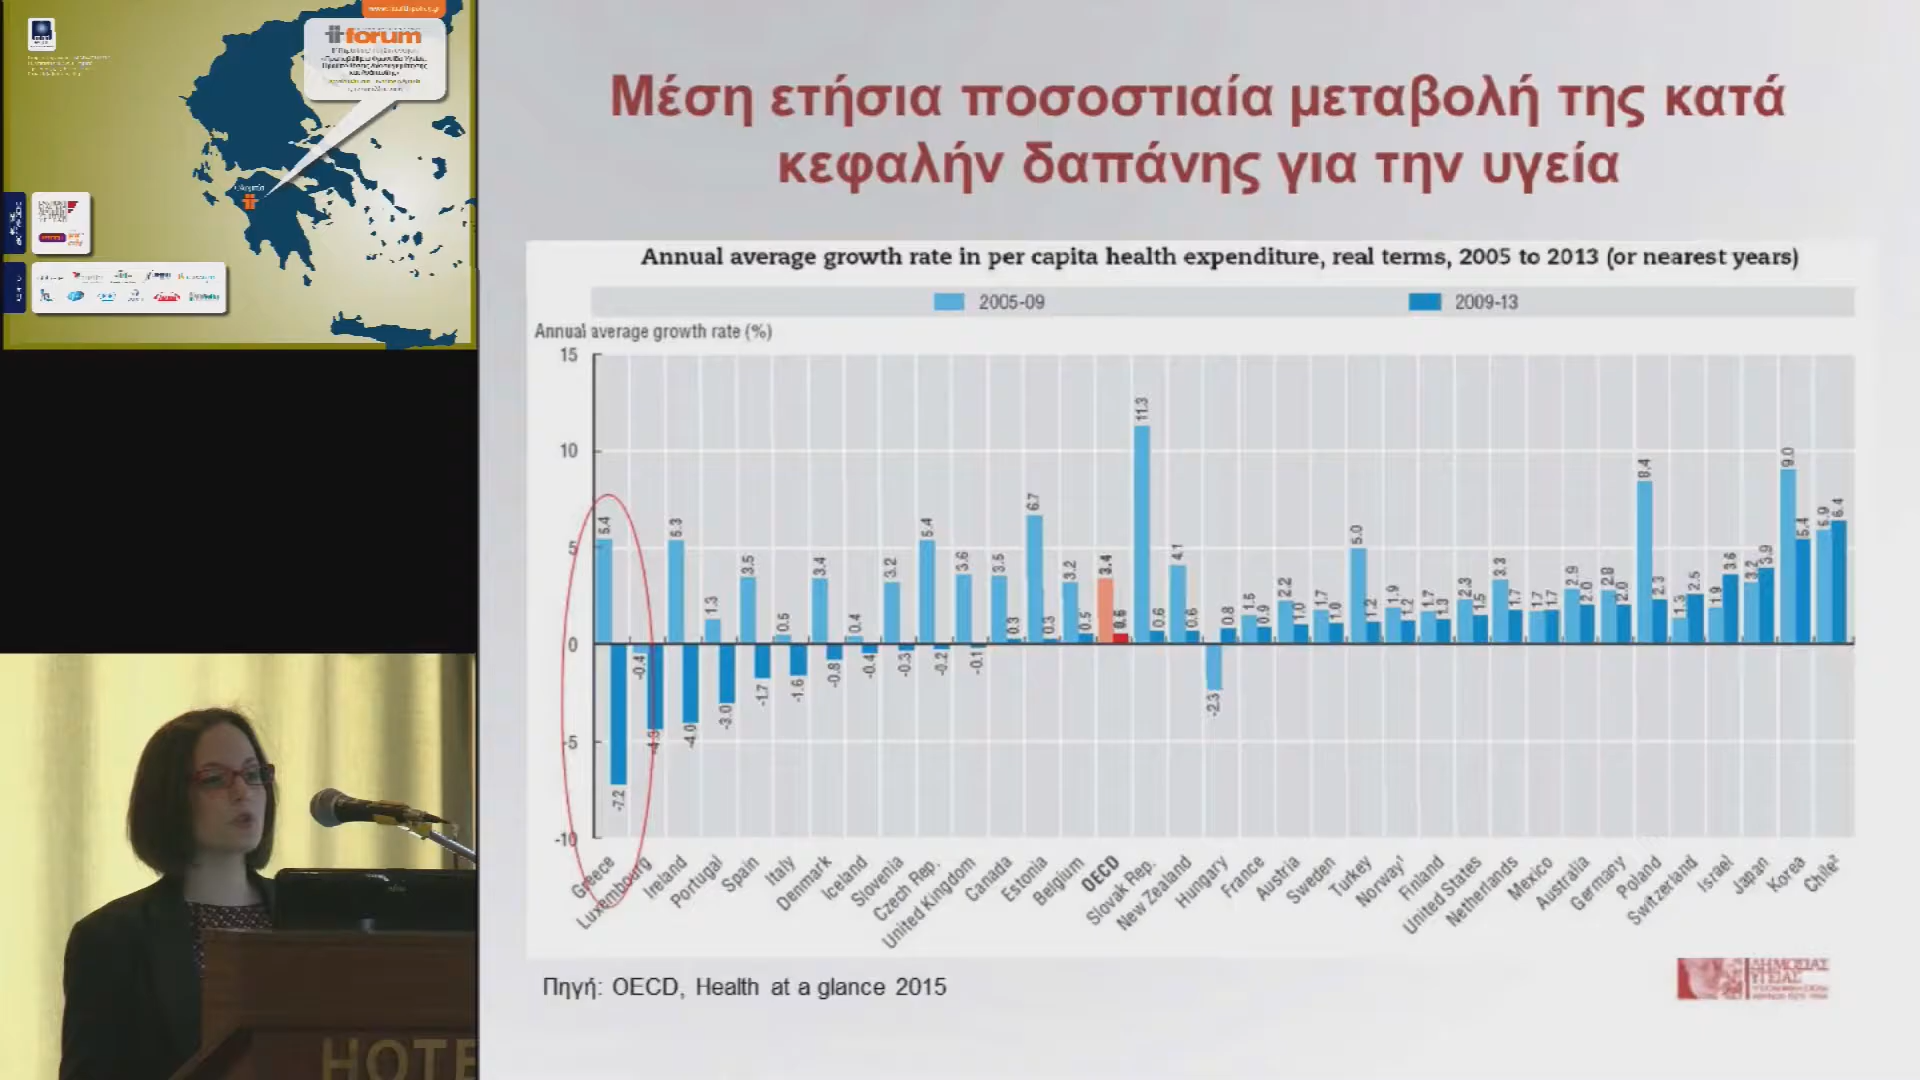 www.healthpolicy.gr
forum
Ολυμπία
Μέση ετήσια ποσοστιαία μεταβολή της κατά
κεφαλήν δαπάνης για την υγεία
Annual average growth rate in per capita health expenditure, real terms, 2005 to 2013 (or nearest years)
2005-09
2009-13
Annual average growth rate (%)
15
10
5
0
-5
-10
5.4
-7.2
-0.4
-4.3
5.3
-4.0
1.3
-3.0
3.5
-1.7
0.5
-1.6
3.4
-0.8
0.4
-0.4
3.2
-0.3
5.4
-0.2
3.6
-0.1
3.5
0.3
6.7
0.3
3.2
0.5
3.4
0.6
11.3
0.6
4.1
0.6
-2.3
0.8
1.5
0.9
2.2
1.0
1.7
1.0
5.0
1.2
1.9
1.2
1.7
1.3
2.3
1.5
3.3
1.7
1.7
1.7
2.9
2.0
2.8
2.0
8.4
2.3
1.3
2.5
1.9
3.6
3.2
3.9
9.0
5.4
5.9
6.4
Greece
Luxembourg
Ireland
Portugal
Spain
Italy
Denmark
Iceland
Slovenia
Czech Rep.
United Kingdom
Canada
Estonia
Belgium
OECD
Slovak Rep.
New Zealand
Hungary
France
Austria
Sweden
Turkey
Norway¹
Finland
United States
Netherlands
Mexico
Australia
Germany
Poland
Switzerland
Israel
Japan
Korea
Chile²
Πηγή: OECD, Health at a glance 2015
ΔΗΜΟΣΙΑΣ
ΥΓΕΙΑΣ
HOTE